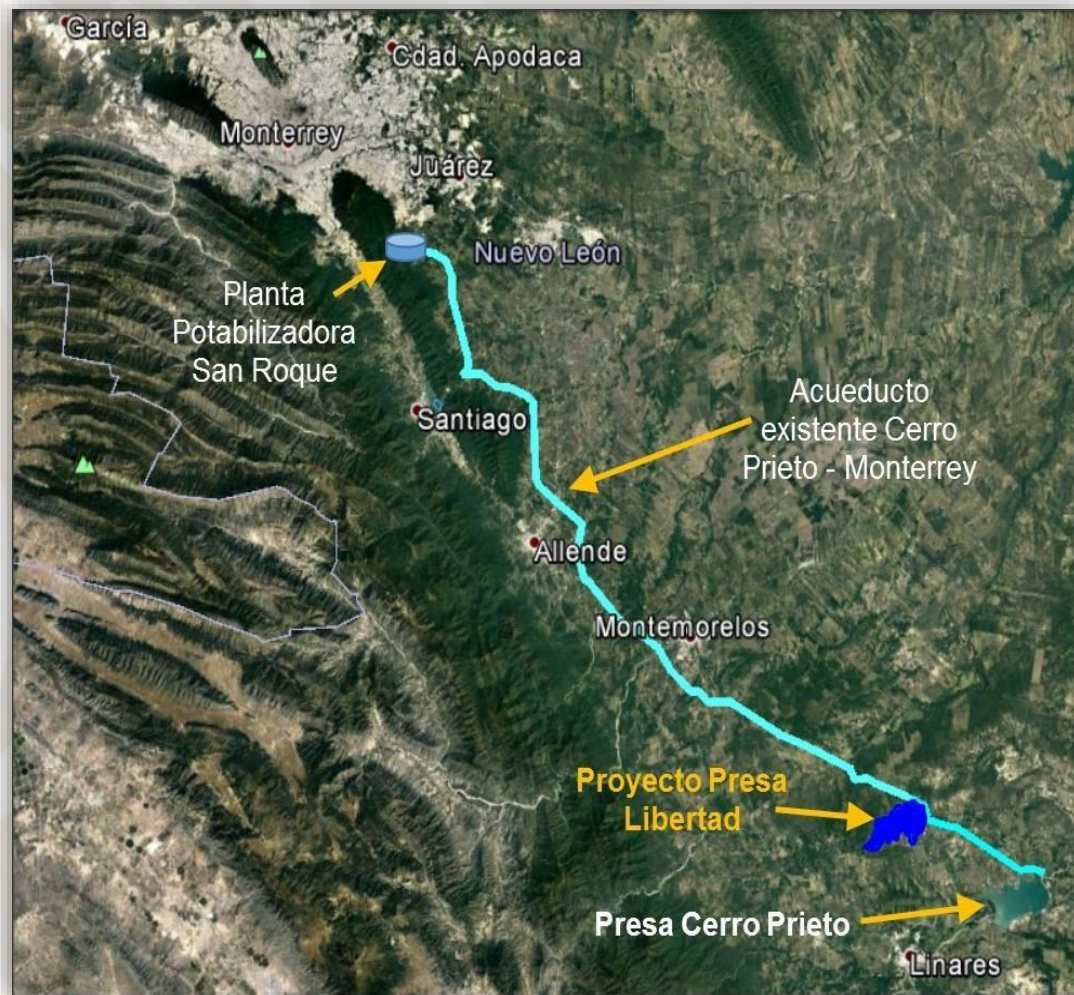 García
Cdad. Apodaca
Monterrey
Juárez
Nuevo León
Planta
Potabilizadora
San Roque
Santiago
Acueducto
existente Cerro
Prieto - Monterrey
Allende
Montemorelos
Proyecto Presa
Libertad
Presa Cerro Prieto
Linares